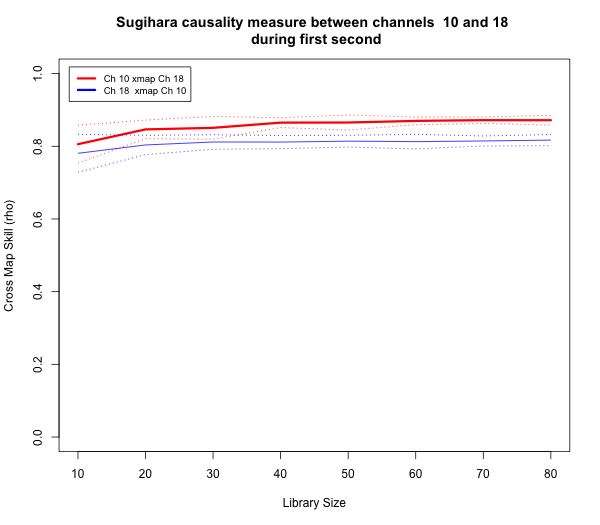 Sugihara causality measure between channels  10 and 18
during first second
Ch 10 xmap Ch 18
Ch 18  xmap Ch 10
1.0
0.8
0.6
0.4
0.2
0.0
Cross Map Skill (rho)
10 20 30 40 50 60 70 80
Library Size